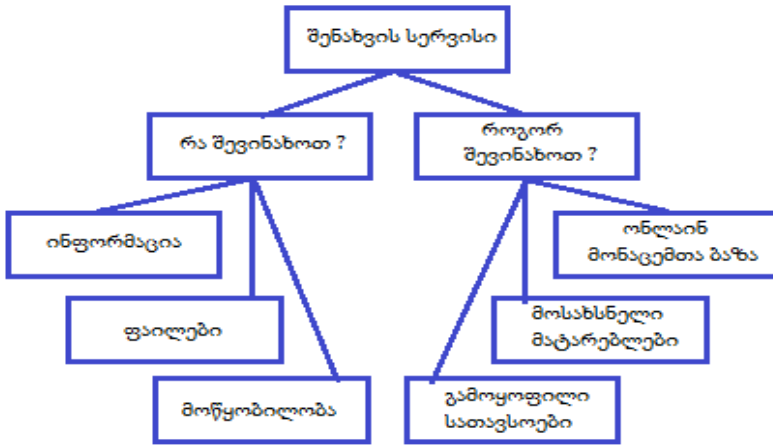 შენახვის სერვისი
რა შევინახოთ ?
როგორ
შევინახოთ ?
ინფორმაცია
ონლაინ
მონაცემთა ბაზა
ფაილები
მოსახსნელი
მატარებლები
მოწყობილობა
გამოყოფილი
სათავსოები